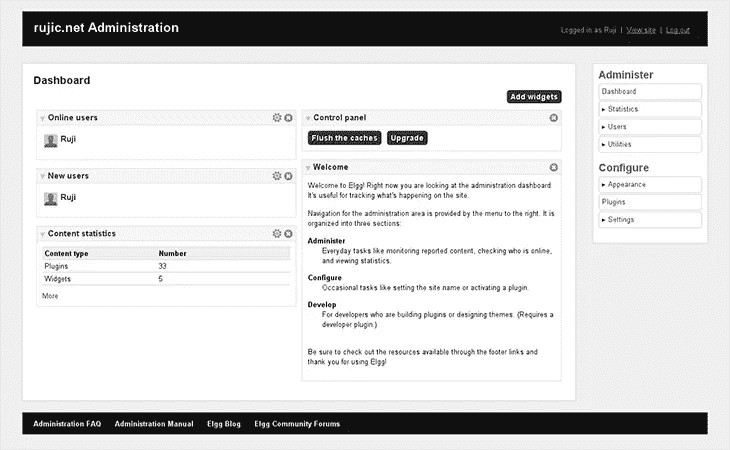 rujic.net Administration
Logged in as Ruji | View site | Log out
Dashboard
Add widgets
Online users
Ruji
New users
Ruji
Content statistics
Content type Number
Plugins 33
Widgets 5
More
Control panel
Flush the caches Upgrade
Welcome
Welcome to Elgg! Right now you are looking at the administration dashboard
It's useful for tracking what's happening on the site.
Navigation for the administration area is provided by the menu to the right. It is
organized into three sections:
Administer
Everyday tasks like monitoring reported content, checking who is online,
and viewing statistics.
Configure
Occasional tasks like setting the site name or activating a plugin.
Develop
For developers who are building plugins or designing themes. (Requires a
developer plugin.)
Be sure to check out the resources available through the footer links and
thank you for using Elgg!
Administer
Dashboard
▸ Statistics
▸ Users
▸ Utilities
Configure
▸ Appearance
Plugins
▸ Settings
Administration FAQ Administration Manual Elgg Blog Elgg Community Forums